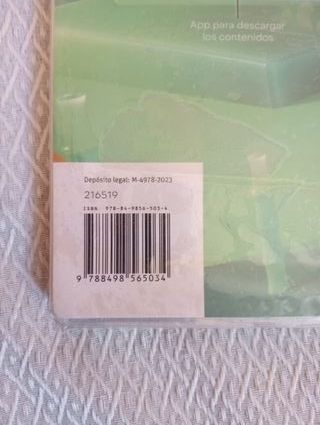 App para descargar
los contenidos
Depósito legal: M-4978-2023
216519
ISBN 978-84-9856-503-4
9 788498 565034